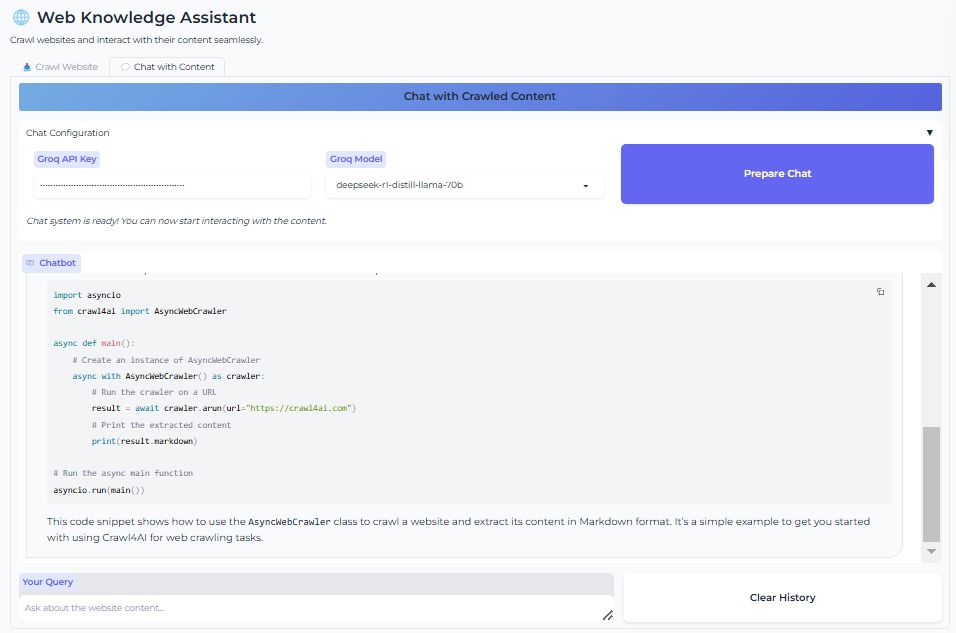 Web Knowledge Assistant
Crawl websites and interact with their content seamlessly.
Crawl Website
Chat with Content
Chat with Crawled Content
Chat Configuration
Groq API Key
Groq Model
deepseek-r1-distill-llama-70b
Prepare Chat
Chat system is ready! You can now start interacting with the content.
Chatbot
import asyncio
from crawl4ai import AsyncWebCrawler
async def main():
# Create an instance of AsyncWebCrawler
async with AsyncWebCrawler() as crawler:
# Run the crawler on a URL
result = await crawler.arun(url="https://crawl4ai.com")
# Print the extracted content
print(result.markdown)
# Run the async main function
asyncio.run(main())
This code snippet shows how to use the AsyncWebCrawler class to crawl a website and extract its content in Markdown format. It's a simple example to get you started
with using Crawl4AI for web crawling tasks.
Your Query
Ask about the website content...
Clear History